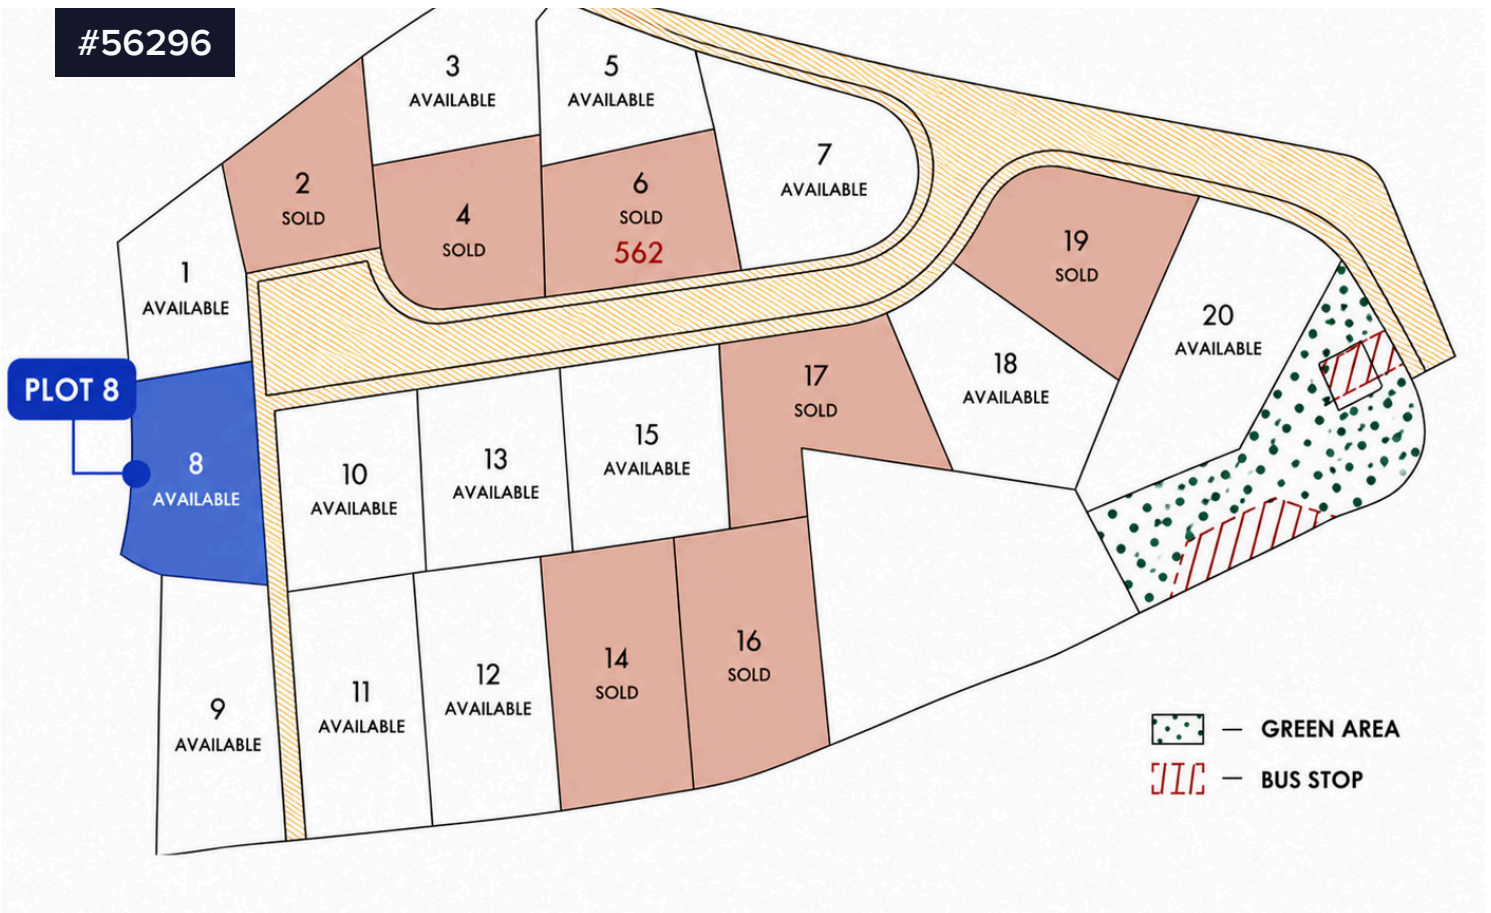 #56296
3
AVAILABLE
5
AVAILABLE
7
AVAILABLE
2
SOLD
4
SOLD
6
SOLD
562
1
AVAILABLE
19
SOLD
20
AVAILABLE
PLOT 8
8
AVAILABLE
10
AVAILABLE
13
AVAILABLE
15
AVAILABLE
17
SOLD
18
AVAILABLE
9
AVAILABLE
11
AVAILABLE
12
AVAILABLE
14
SOLD
16
SOLD
— GREEN AREA
— BUS STOP